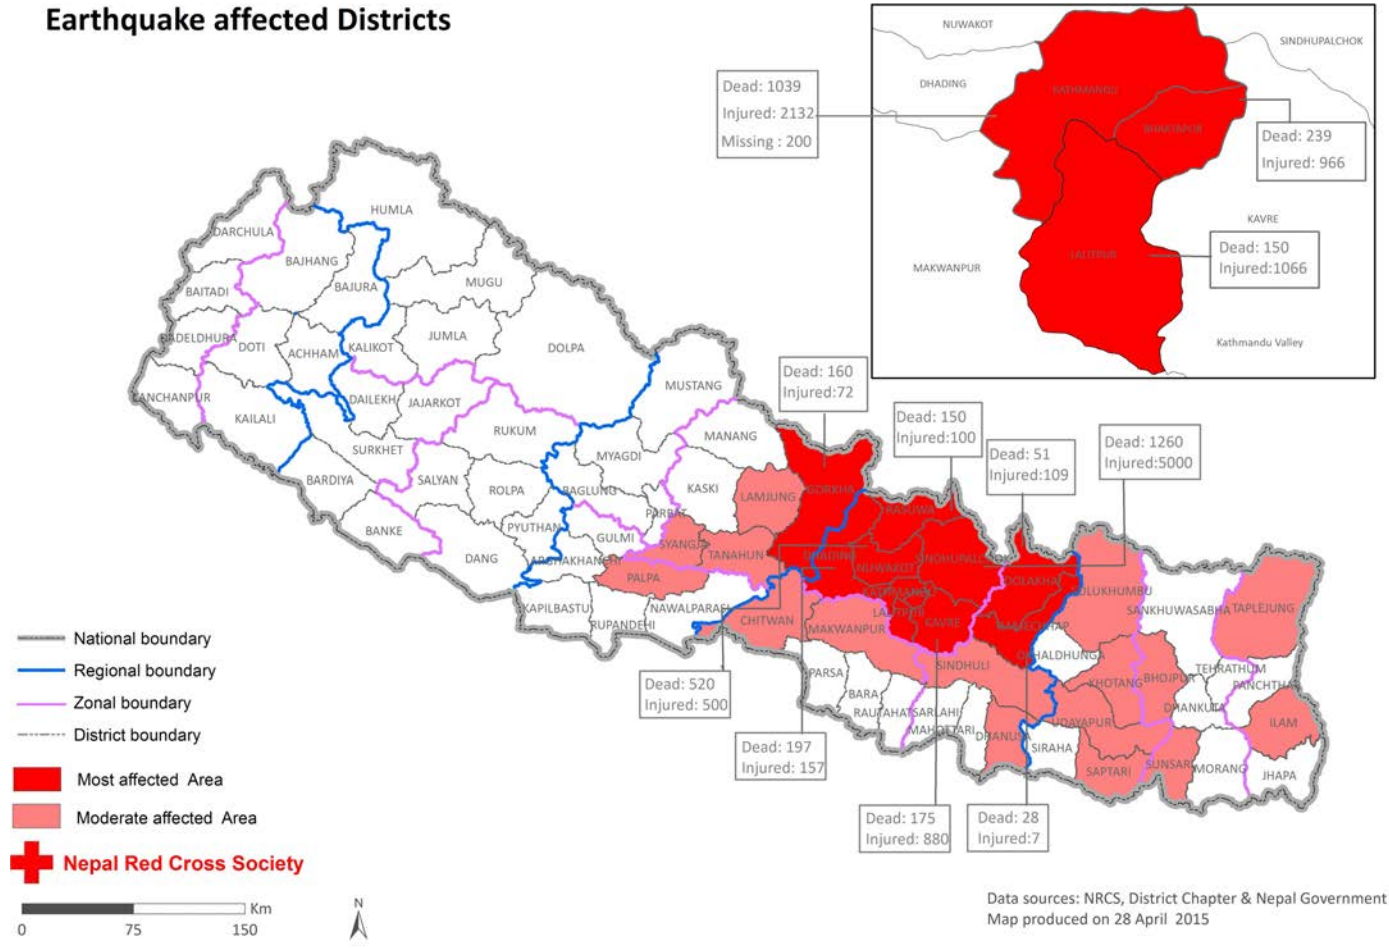 Earthquake affected Districts
NUWAKOT
SINDHUPALCHOK
DHADING
KATHMANDU
BHAKTAPUR
KAVRE
LALITPUR
MAKWANPUR
Kathmandu Valley
Dead: 1039
Injured: 2132
Missing : 200
Dead: 239
Injured: 966
Dead: 150
Injured:1066
Dead: 160
Injured:72
Dead: 150
Injured:100
Dead: 51
Injured:109
Dead: 1260
Injured:5000
HUMLA
DARCHULA
BAJHANG
BAITADI
BAJURA
MUGU
DADELDHURA
DOTI
ACHHAM
KALIKOT
JUMLA
DOLPA
KANCHANPUR
KAILALI
DAILEKH
JAJARKOT
MUSTANG
RUKUM
MANANG
SURKHET
MYAGDI
BARDIYA
SALYAN
ROLPA
BAGLUNG
KASKI
LAMJUNG
GORKHA
BANKE
PYUTHAN
PARBAT
RASUWA
GULMI
SYANGJA
TANAHUN
DHADING
SINDHUPALCHOK
DANG
ARGHAKHANCHI
NUWAKOT
PALPA
DOLAKHA
KATHMANDU
SOLUKHUMBU
KAPILBASTU
NAWALPARASI
LALITPUR
SANKHUWASABHA
TAPLEJUNG
RUPANDEHI
CHITWAN
MAKWANPUR
KAVRE
RAMECHHAP
OKHALDHUNGA
SINDHULI
PARSA
KHOTANG
BHOJPUR
TEHRATHUM
PANCHTHAR
BARA
DHANKUTA
RAUTAHAT
SARLAHI
UDAYAPUR
ILAM
MAHOTTARI
DHANUSA
SIRAHA
SAPTARI
SUNSARI
MORANG
JHAPA
Dead: 520
Injured: 500
Dead: 197
Injured: 157
Dead: 175
Injured: 880
Dead: 28
Injured:7
National boundary
Regional boundary
Zonal boundary
District boundary
Most affected Area
Moderate affected Area
Nepal Red Cross Society
Km
0 75 150
N
Data sources: NRCS, District Chapter & Nepal Government
Map produced on 28 April 2015